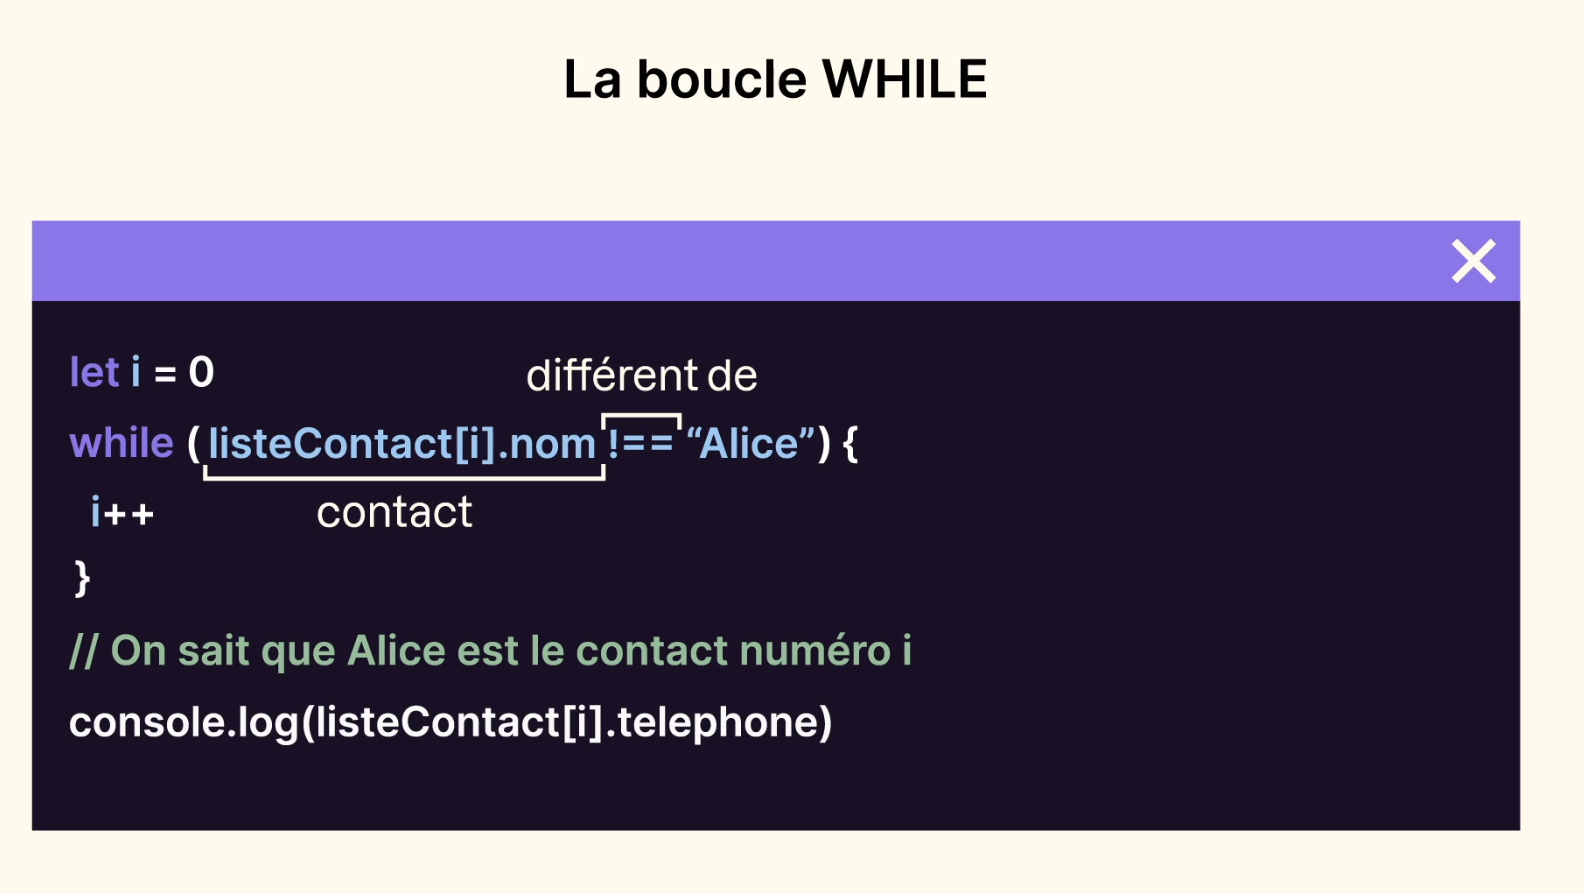 La boucle WHILE
let i = 0
différent de
while (listeContact[i].nom !== “Alice”) {
i++
contact
}
// On sait que Alice est le contact numéro i
console.log(listeContact[i].telephone)